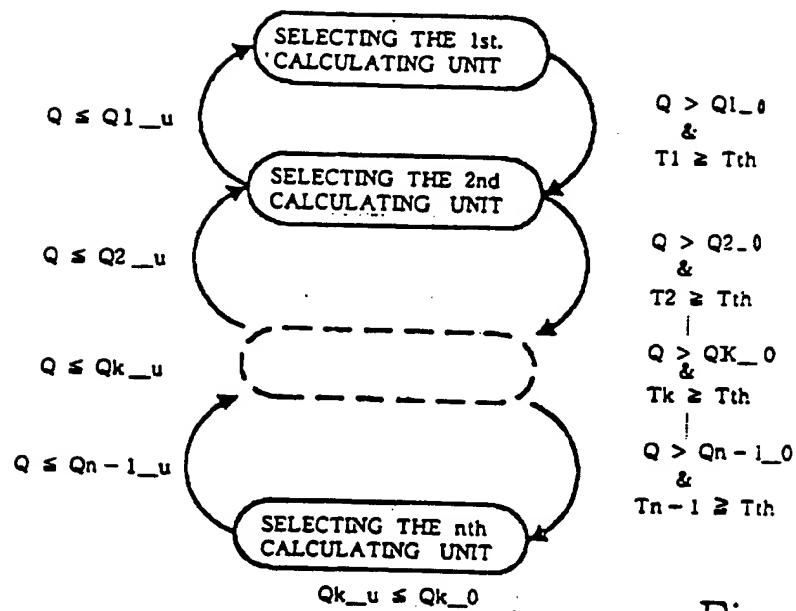 SELECTING THE 1st.
CALCULATING UNIT
Q ≤ Q1_u
Q > Q1_0
&
T1 ≥ Tth
SELECTING THE 2nd
CALCULATING UNIT
Q ≤ Q2_u
Q > Q2_0
&
T2 ≥ Tth
Q ≤ Qk_u
Q > QK_0
&
Tk ≥ Tth
Q ≤ Qn-1_u
Q > Qn-1_0
&
Tn-1 ≧ Tth
SELECTING THE nth
CALCULATING UNIT
Qk_u ≤ Qk_0